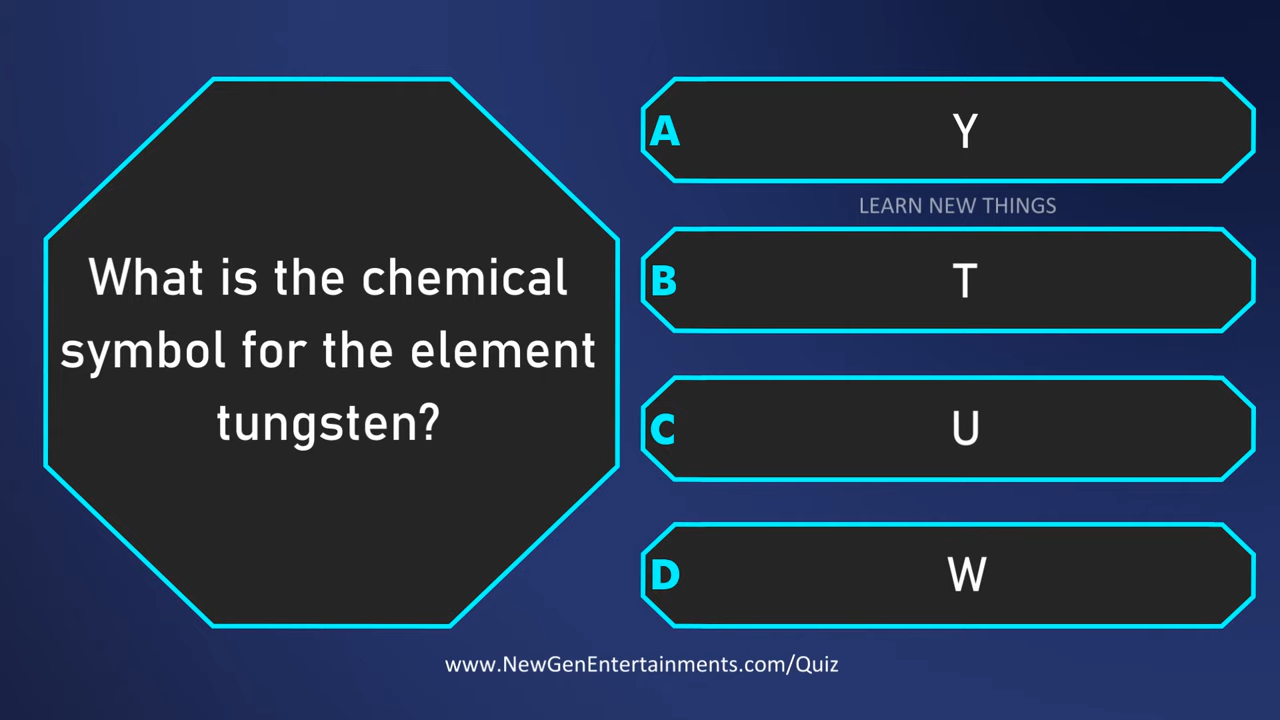 What is the chemical
symbol for the element
tungsten?
A Y
LEARN NEW THINGS
B T
C U
D W
www.NewGenEntertainments.com/Quiz